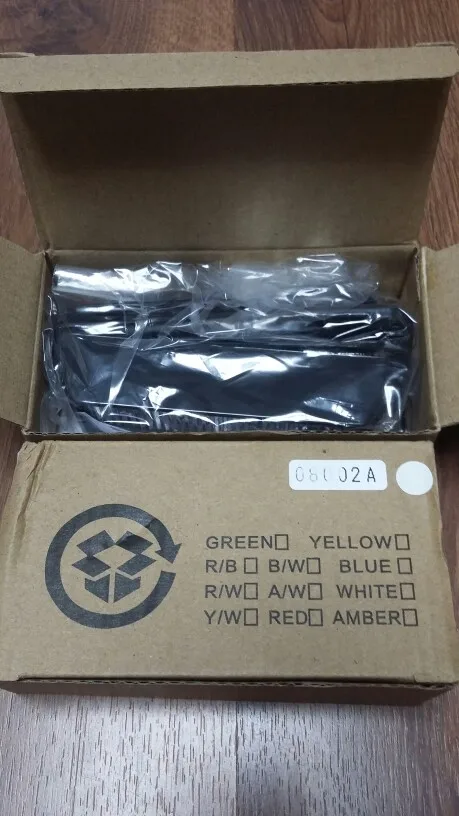 GREEN☐ YELLOW☐
R/B ☐ B/W☐ BLUE ☐
R/W☐ A/W☐ WHITE☐
Y/W☐ RED☐ AMBER☐